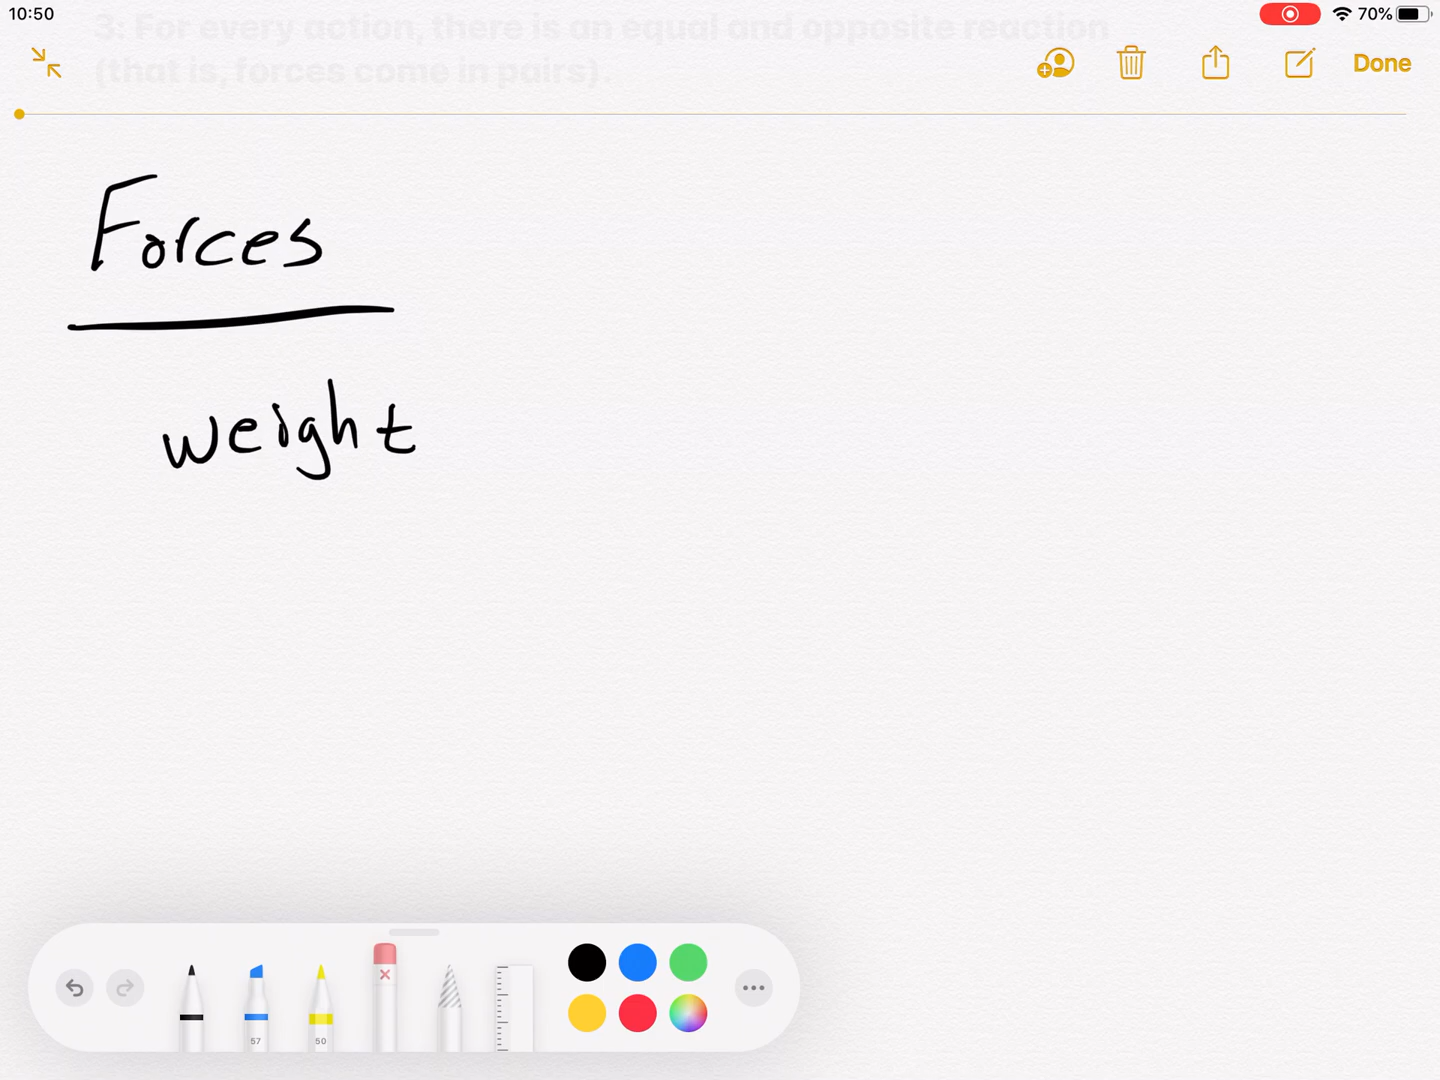 10:50
70%
3: For every action, there is an equal and opposite reaction
(that is, forces come in pairs)
Done
Forces
weight
57
50